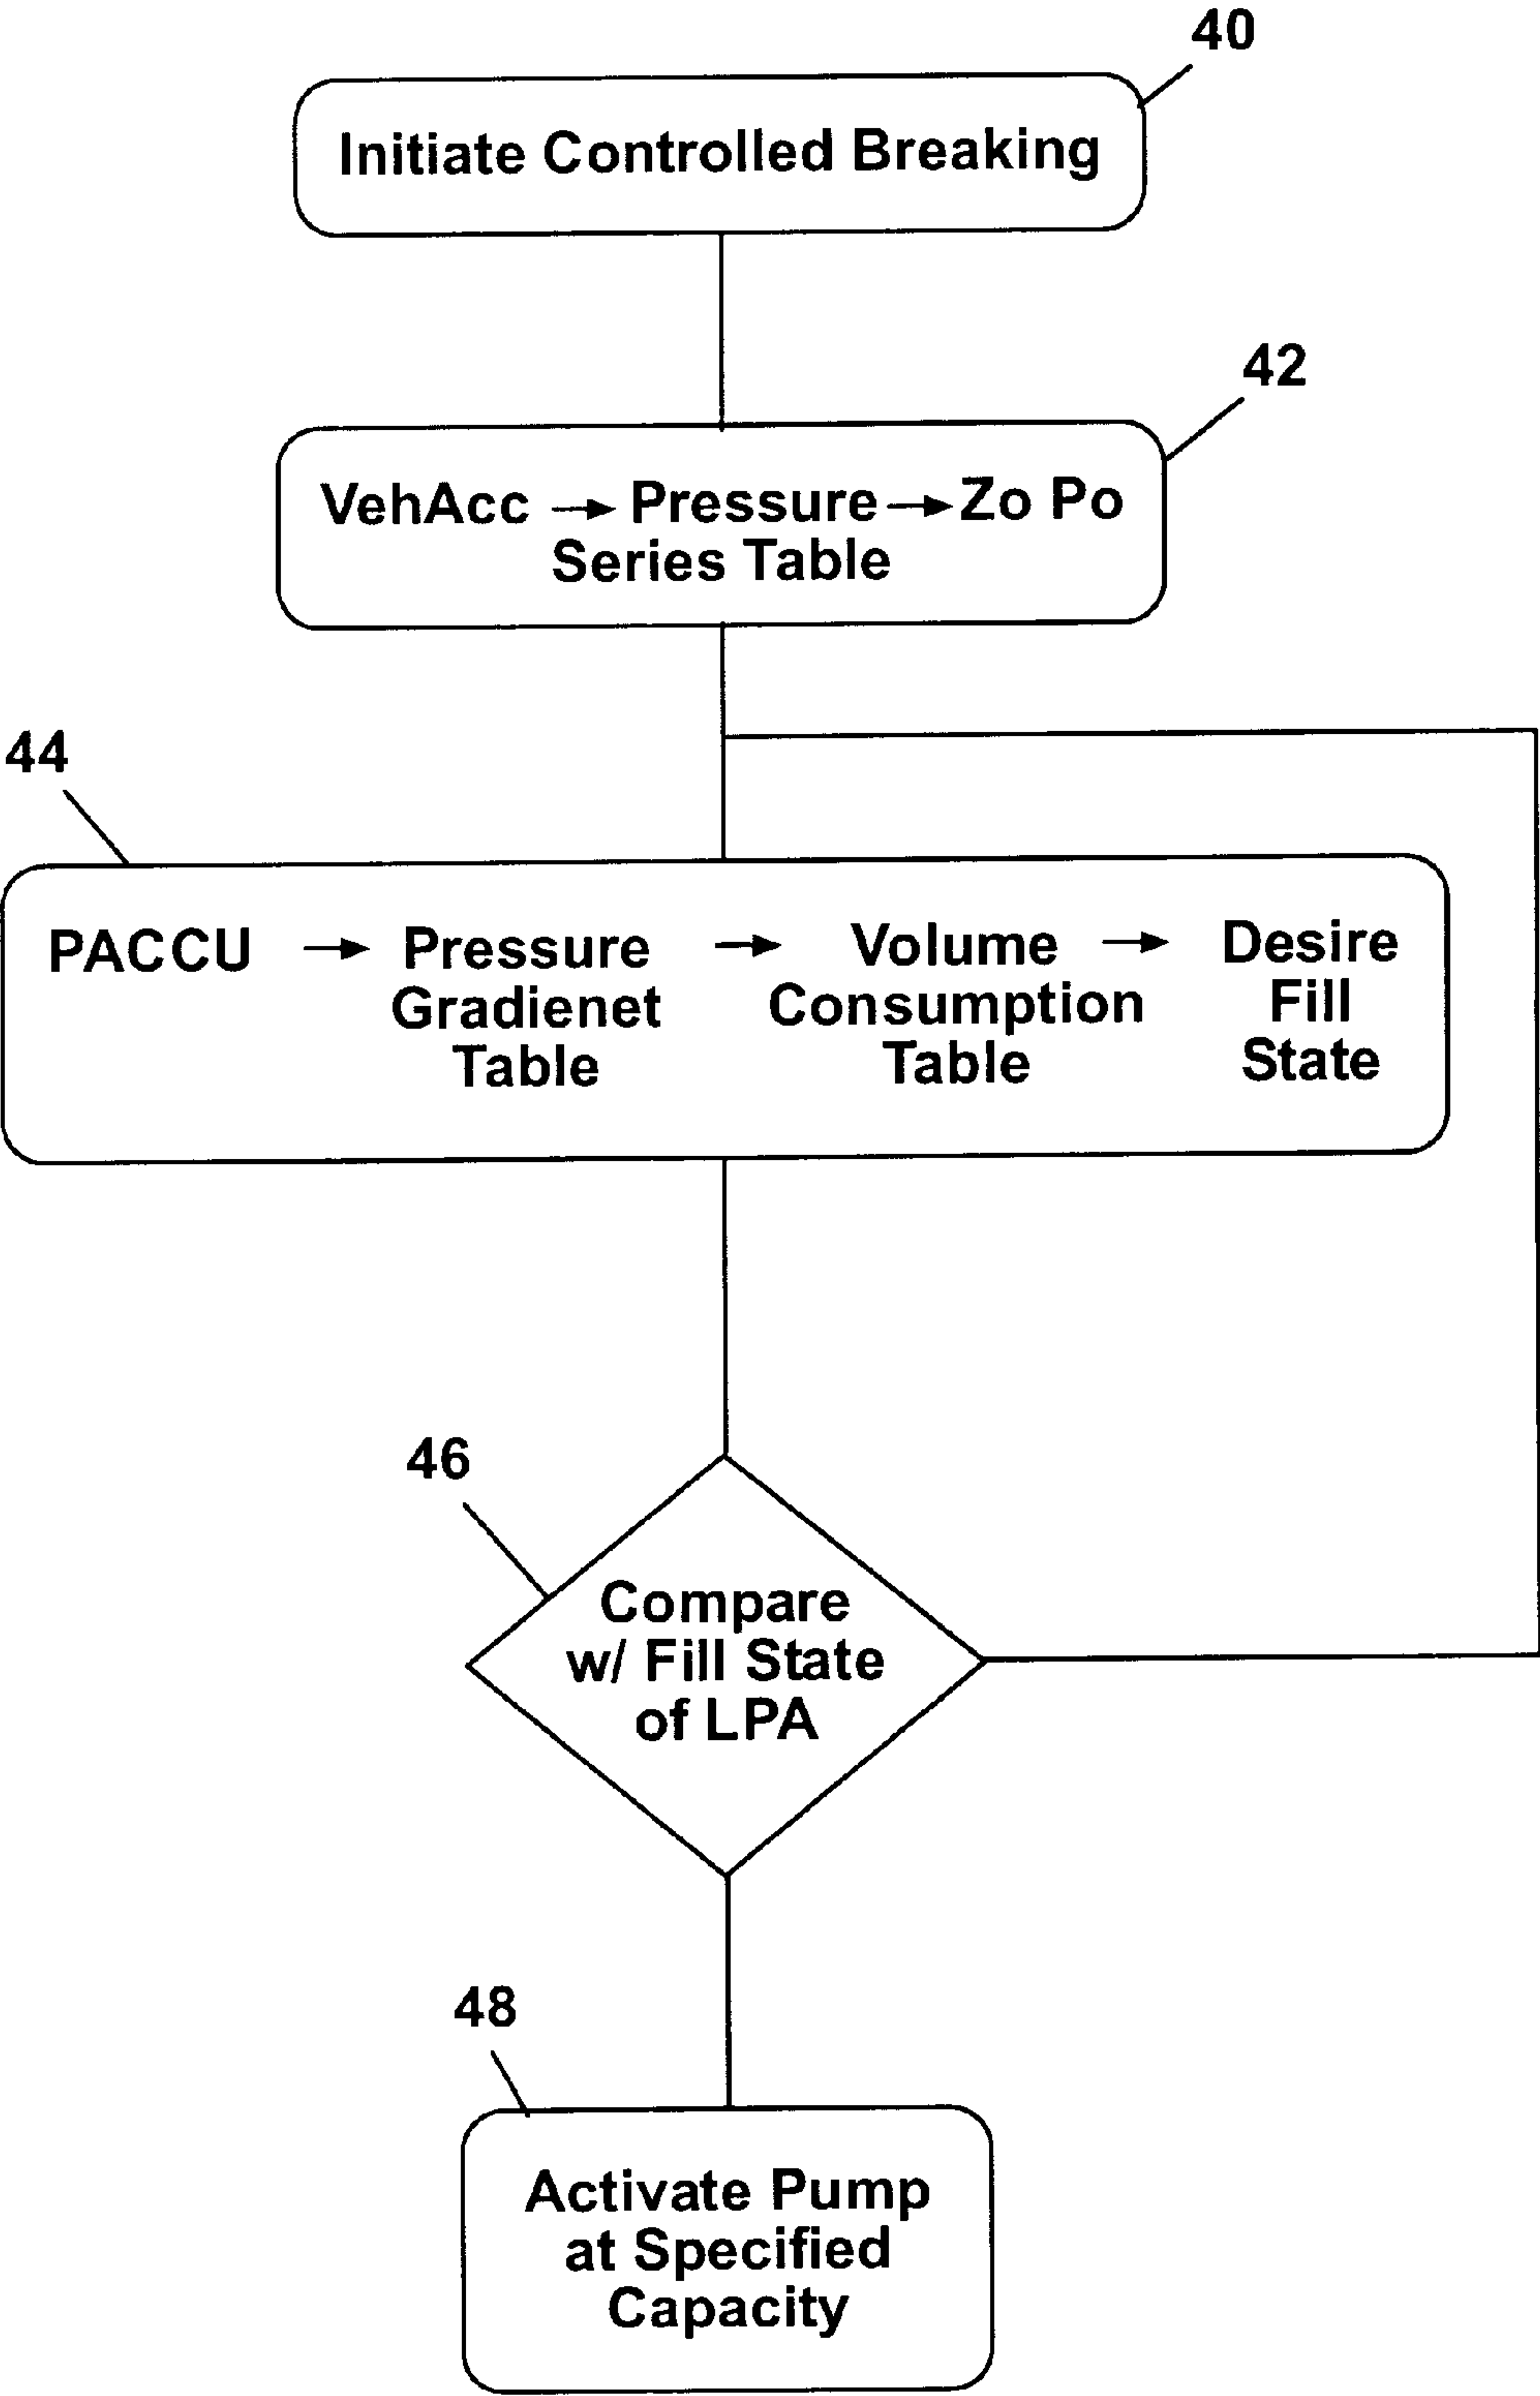 40
Initiate Controlled Breaking
42
VehAcc → Pressure → Zo Po
Series Table
44
PACCU → Pressure → Volume → Desire
Gradienet Consumption Fill
Table Table State
46
Compare
w/ Fill State
of LPA
48
Activate Pump
at Specified
Capacity